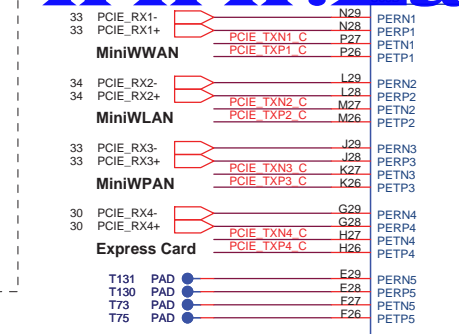 33 PCIE_RX1- N29 PERN1
33 PCIE_RX1+ N28 PERP1
PCIE_TXN1_C P27 PETN1
MiniWWAN PCIE_TXP1_C P26 PETP1
34 PCIE_RX2- L29 PERN2
34 PCIE_RX2+ L28 PERP2
PCIE_TXN2_C M27 PETN2
MiniWLAN PCIE_TXP2_C M26 PETP2
33 PCIE_RX3- J29 PERN3
33 PCIE_RX3+ J28 PERP3
PCIE_TXN3_C K27 PETN3
MiniWPAN PCIE_TXP3_C K26 PETP3
30 PCIE_RX4- G29 PERN4
30 PCIE_RX4+ G28 PERP4
PCIE_TXN4_C H27 PETN4
Express Card PCIE_TXP4_C H26 PETP4
T131 PAD E29 PERN5
T130 PAD E28 PERP5
T73 PAD F27 PETN5
T75 PAD F26 PETP5